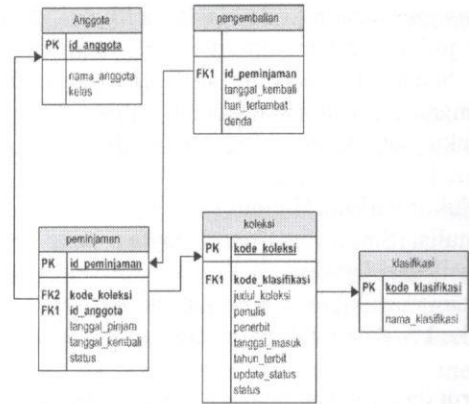 Anggota
PK id_anggota
nama_anggota
kelas
pengembalian
FK1 id_peminjaman
tanggal_kembali
hari_terlambat
denda
peminjaman
PK id_peminjaman
FK2 kode_koleksi
FK1 id_anggota
tanggal_pinjam
tanggal_kembali
status
koleksi
PK kode_koleksi
FK1 kode_klasifikasi
judul_koleksi
penulis
penerbit
tanggal_masuk
tahun_terbit
update_status
status
klasifikasi
PK kode_klasifikasi
nama_klasifikasi